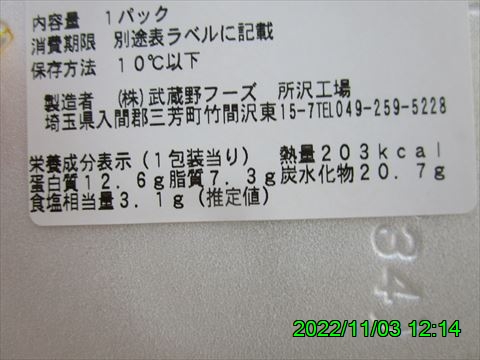 内容量　１パック
消費期限　別途表ラベルに記載
保存方法　１０℃以下
製造者　（株）武蔵野フーズ　所沢工場
埼玉県入間郡三芳町竹間沢東15-7TEL049-259-5228
栄養成分表示（１包装当り）　熱量２０３ｋｃａｌ
蛋白質１２．６ｇ脂質７．３ｇ炭水化物２０．７ｇ
食塩相当量３．１ｇ（推定値）
34
2022/11/03 12:14